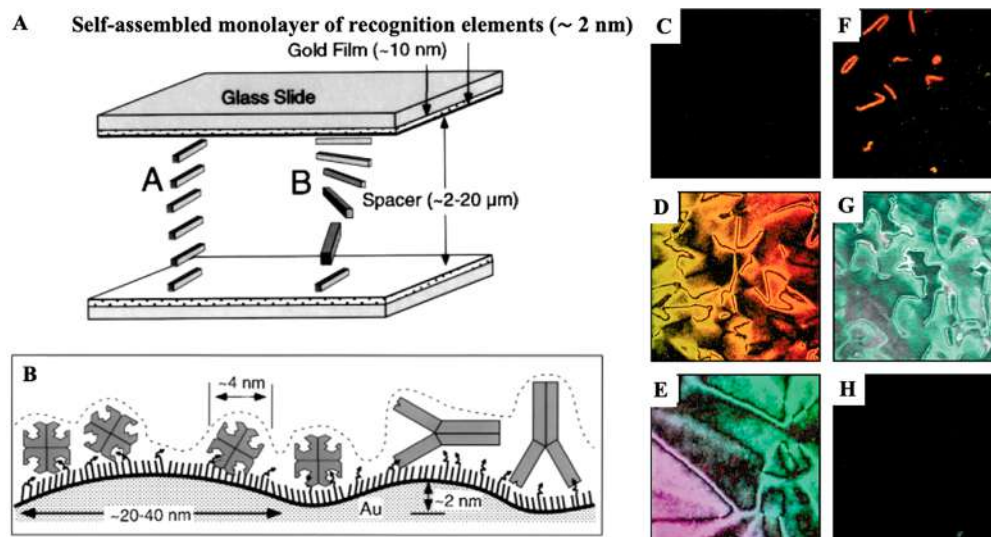 A
Self-assembled monolayer of recognition elements (~ 2 nm)
Gold Film (~10 nm)
Glass Slide
A
B
Spacer (~2-20 µm)
B
~4 nm
~20-40 nm
Au
~2 nm
C
F
D
G
E
H